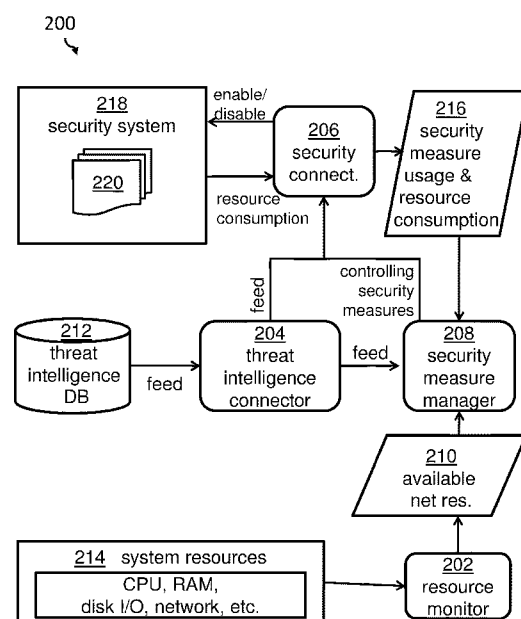 200
218
security system
220
enable/
disable
resource
consumption
206
security
connect.
216
security
measure
usage &
resource
consumption
feed
controlling
security
measures
212
threat
intelligence
DB
feed
204
threat
intelligence
connector
feed
208
security
measure
manager
210
available
net res.
214 system resources
CPU, RAM,
disk I/O, network, etc.
202
resource
monitor